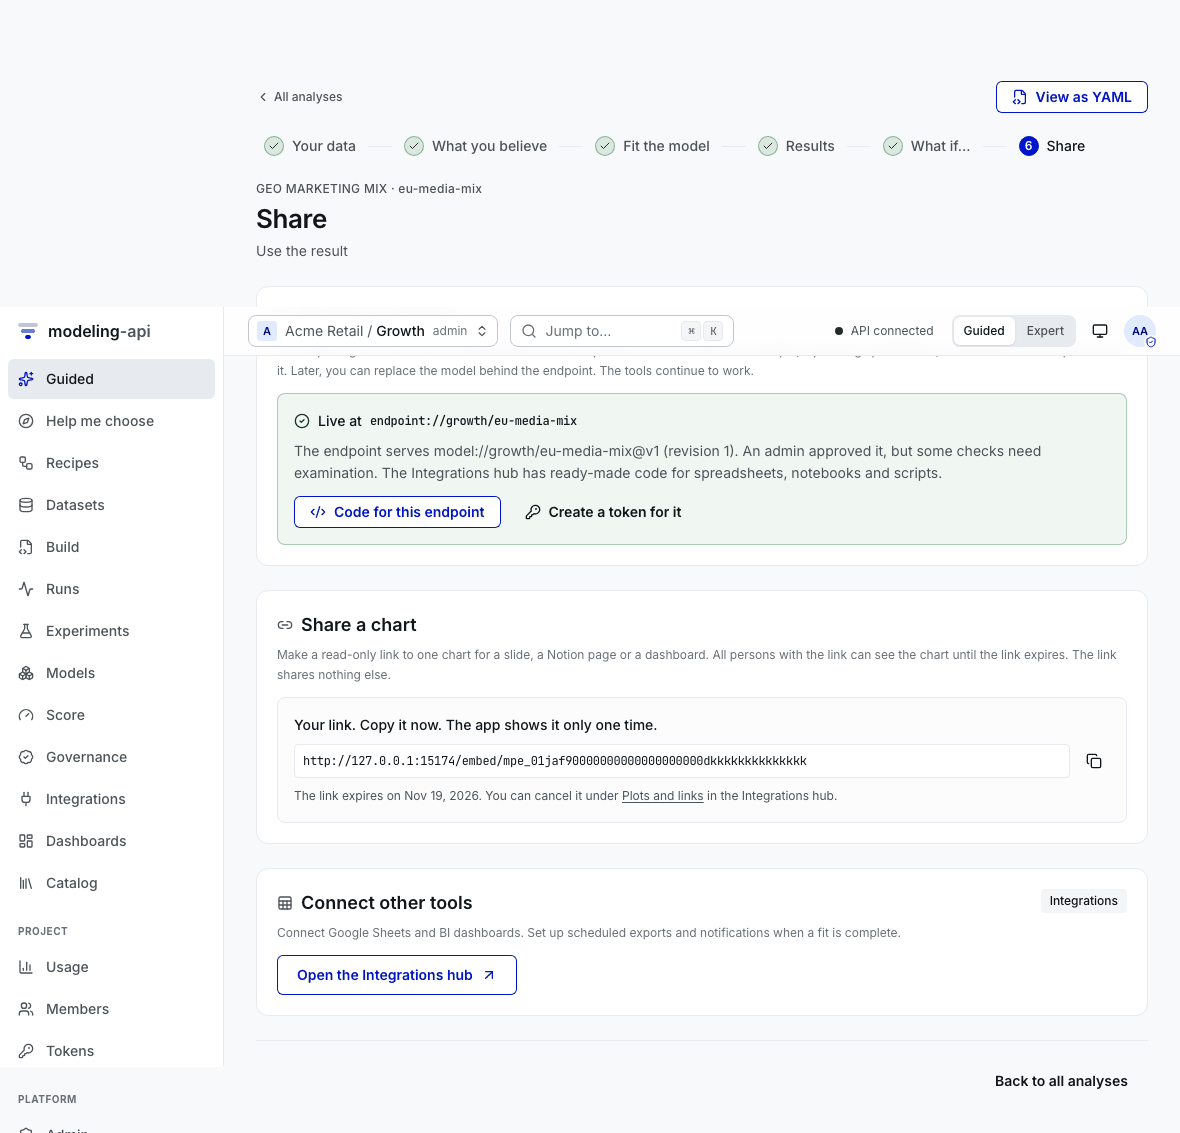 All analyses
View as YAML
Your data
What you believe
Fit the model
Results
What if...
6
Share
GEO MARKETING MIX · eu-media-mix
Share
Use the result
modeling-api
A
Acme Retail / Growth admin
Jump to...
⌘ K
API connected
Guided
Expert
AA
Guided
Help me choose
Recipes
Datasets
Build
Runs
Experiments
Models
Score
Governance
Integrations
Dashboards
Catalog
PROJECT
Usage
Members
Tokens
PLATFORM
Admin
it. Later, you can replace the model behind the endpoint. The tools continue to work.
Live at endpoint://growth/eu-media-mix
The endpoint serves model://growth/eu-media-mix@v1 (revision 1). An admin approved it, but some checks need
examination. The Integrations hub has ready-made code for spreadsheets, notebooks and scripts.
Code for this endpoint
Create a token for it
Share a chart
Make a read-only link to one chart for a slide, a Notion page or a dashboard. All persons with the link can see the chart until the link expires. The link
shares nothing else.
Your link. Copy it now. The app shows it only one time.
The link expires on Nov 19, 2026. You can cancel it under Plots and links in the Integrations hub.
Connect other tools
Integrations
Connect Google Sheets and BI dashboards. Set up scheduled exports and notifications when a fit is complete.
Open the Integrations hub
Back to all analyses